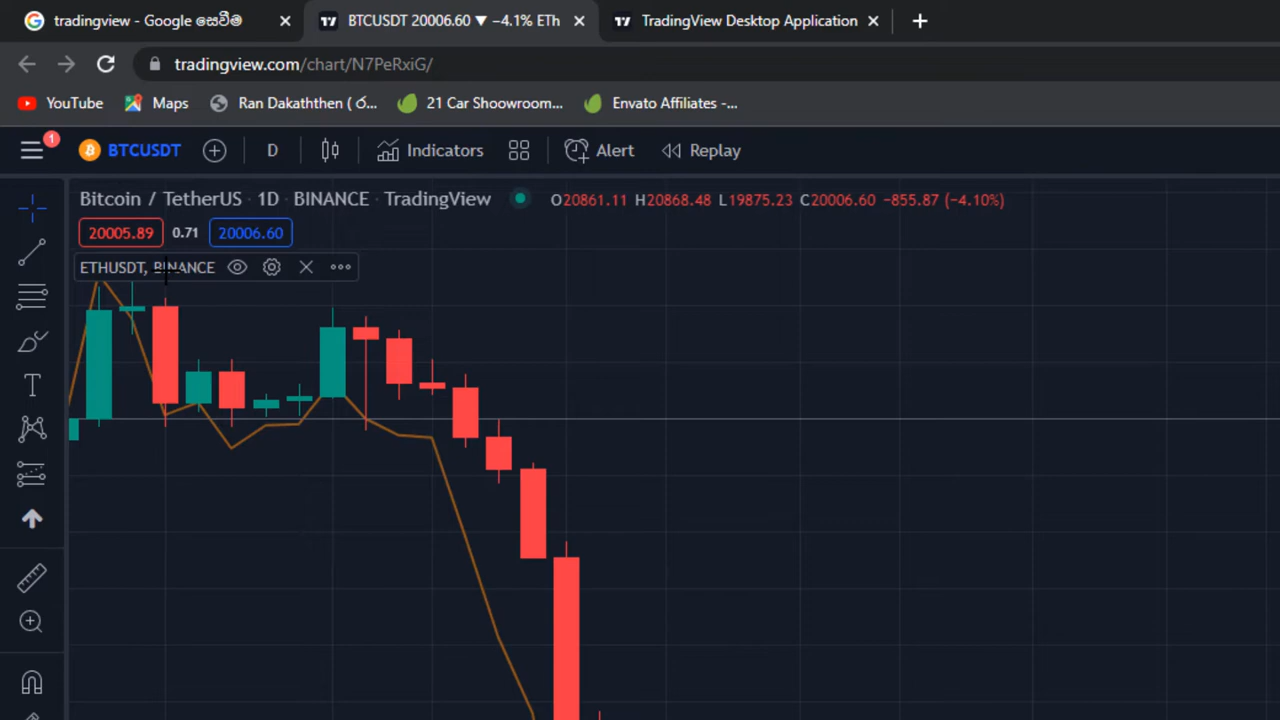 tradingview - Google සෙවීම
BTCUSDT 20006.60 ▼ −4.1% ETh
TradingView Desktop Application
tradingview.com/chart/N7PeRxiG/
YouTube
Maps
Ran Dakaththen ( ර...
21 Car Shoowroom...
Envato Affiliates -...
1
BTCUSDT
D
Indicators
Alert
Replay
Bitcoin / TetherUS · 1D · BINANCE · TradingView
O20861.11 H20868.48 L19875.23 C20006.60 −855.87 (−4.10%)
20005.89
0.71
20006.60
ETHUSDT, BINANCE